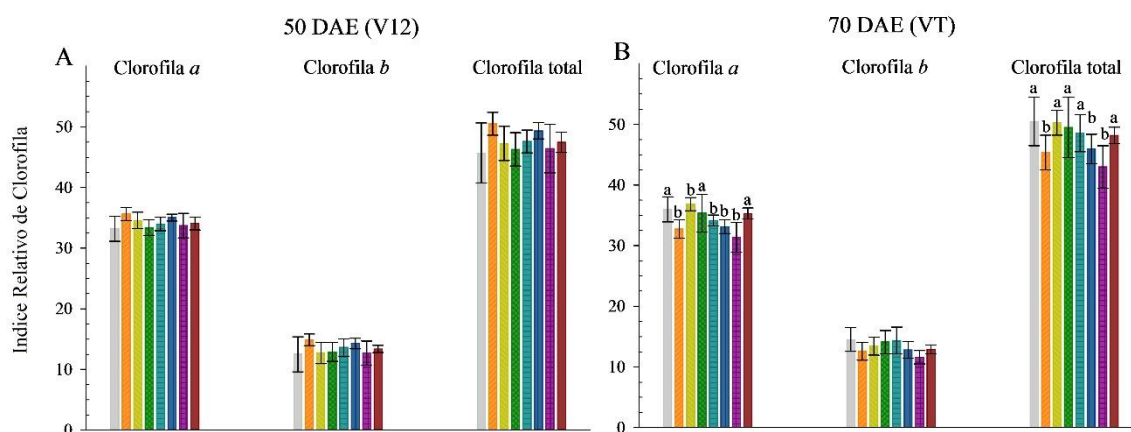 50 DAE (V12)
70 DAE (VT)
A
Clorofila a
Clorofila b
Clorofila total
B
Clorofila a
Clorofila b
Clorofila total
Indice Relativo de Clorofila
50
40
30
20
10
0
50
40
30
20
10
0
a b b a b b b a
a b a a a b b a